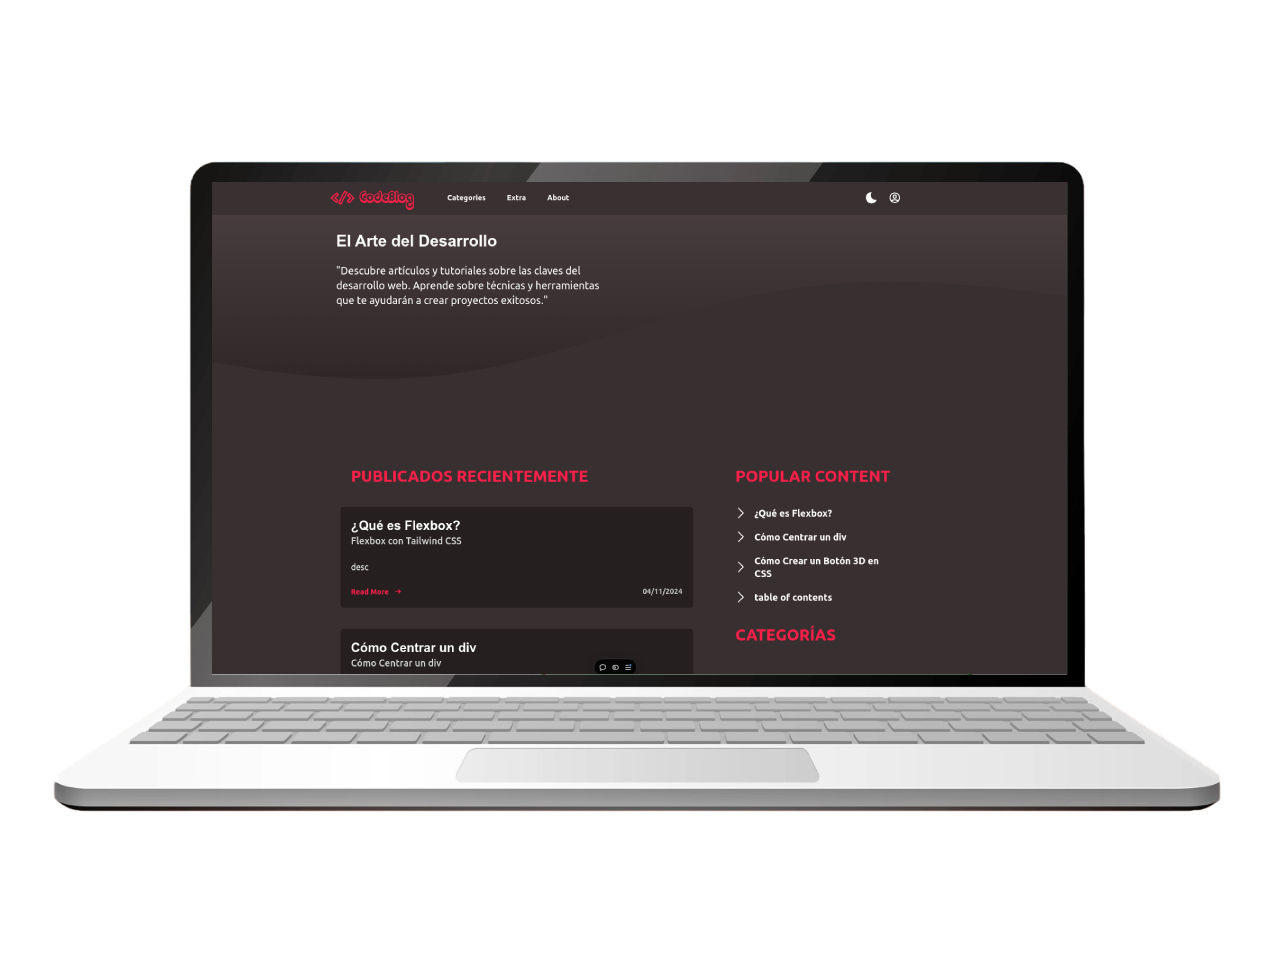 </> CodeBlog
Categories
Extra
About
El Arte del Desarrollo
"Descubre artículos y tutoriales sobre las claves del
desarrollo web. Aprende sobre técnicas y herramientas
que te ayudarán a crear proyectos exitosos."
PUBLICADOS RECIENTEMENTE
¿Qué es Flexbox?
Flexbox con Tailwind CSS
desc
Read More →
04/11/2024
Cómo Centrar un div
Cómo Centrar un div
POPULAR CONTENT
¿Qué es Flexbox?
Cómo Centrar un div
Cómo Crear un Botón 3D en
CSS
table of contents
CATEGORÍAS